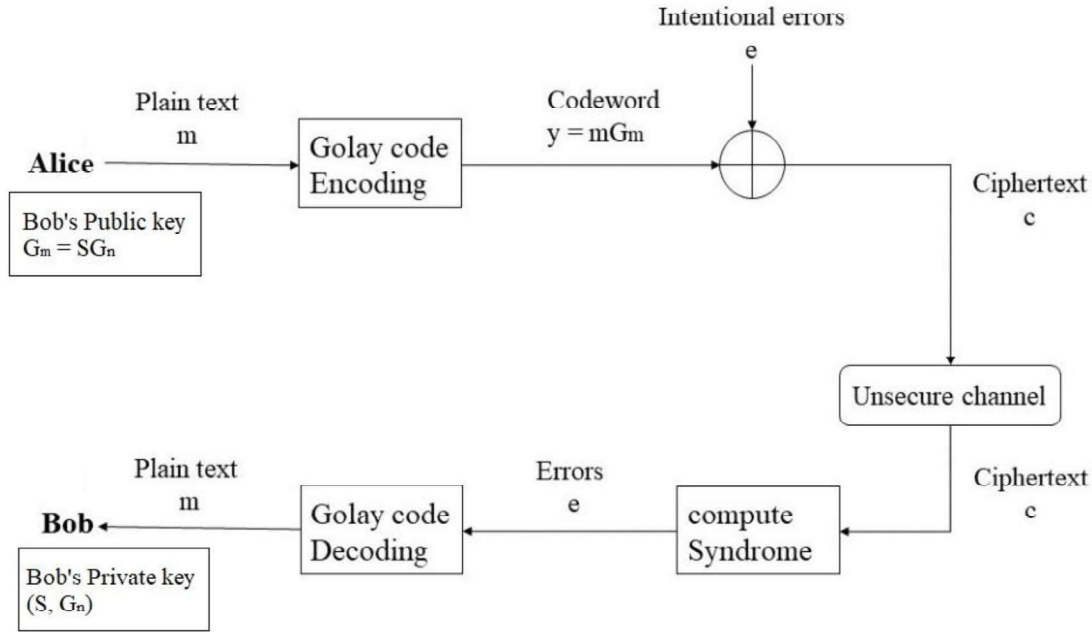 Intentional errors
e
Plain text
m
Codeword
y = mGm
Alice
Golay code
Encoding
Ciphertext
c
Bob's Public key
Gm = SGn
Unsecure channel
Plain text
m
Errors
e
Ciphertext
c
Bob
Golay code
Decoding
compute
Syndrome
Bob's Private key
(S, Gn)